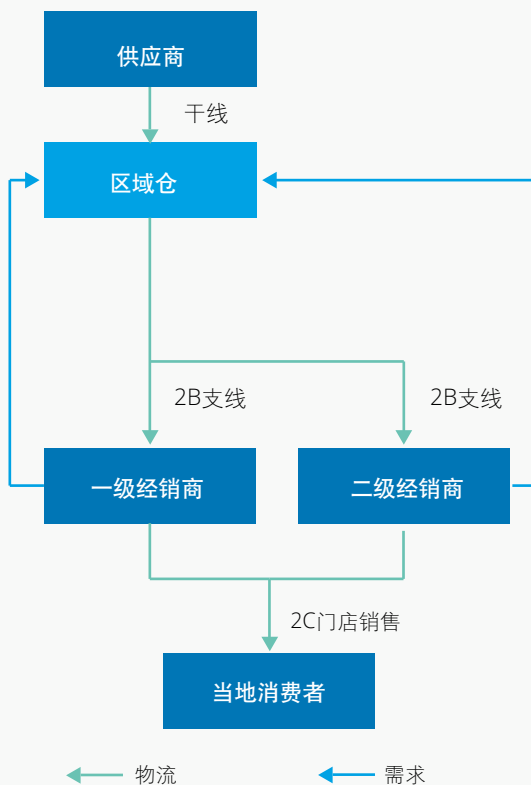 供应商
干线
区域仓
2B支线
2B支线
一级经销商
二级经销商
2C门店销售
当地消费者
物流
需求